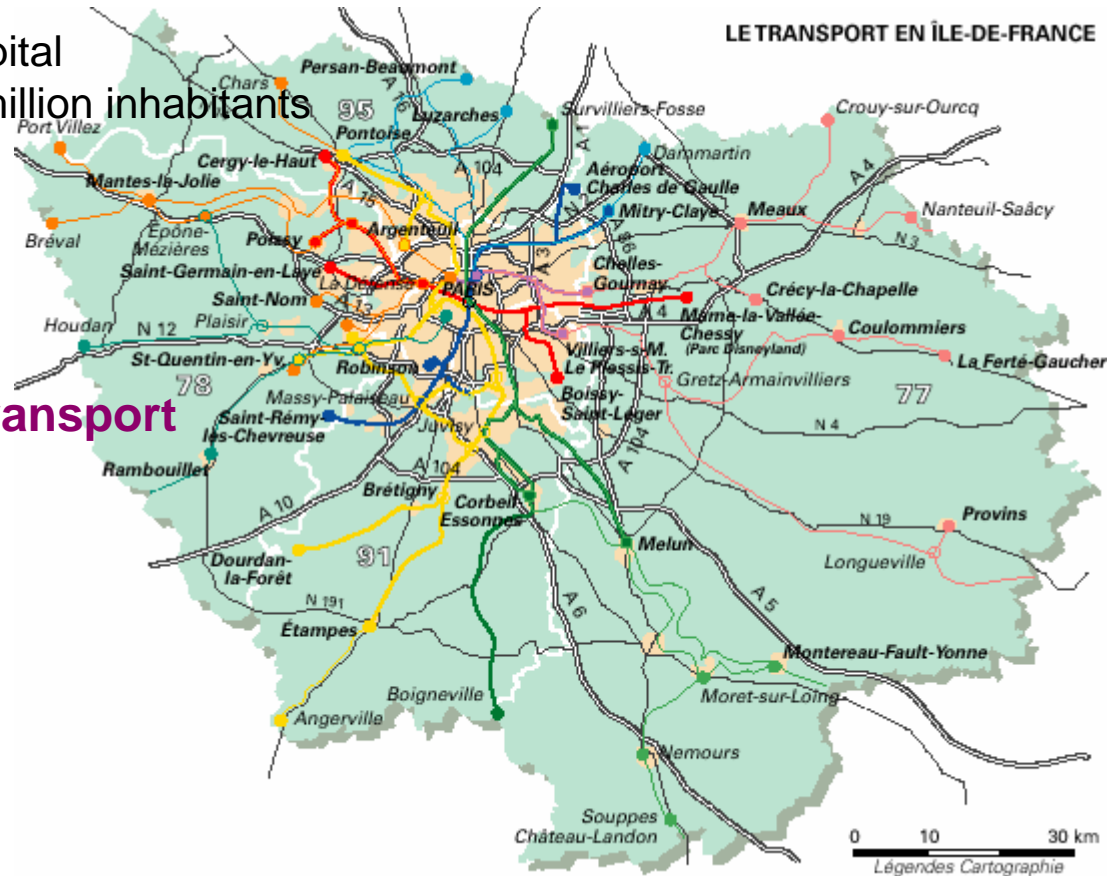 LE TRANSPORT EN ÎLE-DE-FRANCE
pital
Persan-Beaumont
A 16
Chars
nillion inhabitants
95
Luzarches
Survilliers-Fosse
Crouy-sur-Ourcq
Port Villez
Pontoise
A 1
Cergy-le-Haut
A 104
Dammartin
A 4
Aéroport
Charles de Gaulle
Mantes-la-Jolie
A 15
Mitry-Claye
Meaux
Nanteuil-Saâcy
Argenteuil
Bréval
Epône-
Mézières
Poissy
A 3
N 3
Saint-Germain-en-Laye
Chelles-
Gournay
La Défense
PARIS
Crécy-la-Chapelle
Saint-Nom
A 13
A 4
Marne-la-Vallée-
Chessy
(Parc Disneyland)
Houdan
N 12
Plaisir
Coulommiers
St-Quentin-en-Yv.
Robinson
Villiers-s-M.
Le Plessis-Tr.
La Ferté-Gaucher
78
Gretz-Armainvilliers
77
Massy-Palaiseau
Boissy-
Saint-Léger
ansport
Saint-Rémy-
lès-Chevreuse
Juvisy
N 4
Rambouillet
A 104
A 104
Brétigny
Corbeil-
Essonnes
A 10
N 19
Provins
Melun
Longueville
Dourdan-
la-Forêt
91
N 191
A 6
A 5
Étampes
Montereau-Fault-Yonne
Boigneville
Moret-sur-Loing
Angerville
Nemours
Souppes
Château-Landon
0 10 30 km
Légendes Cartographie